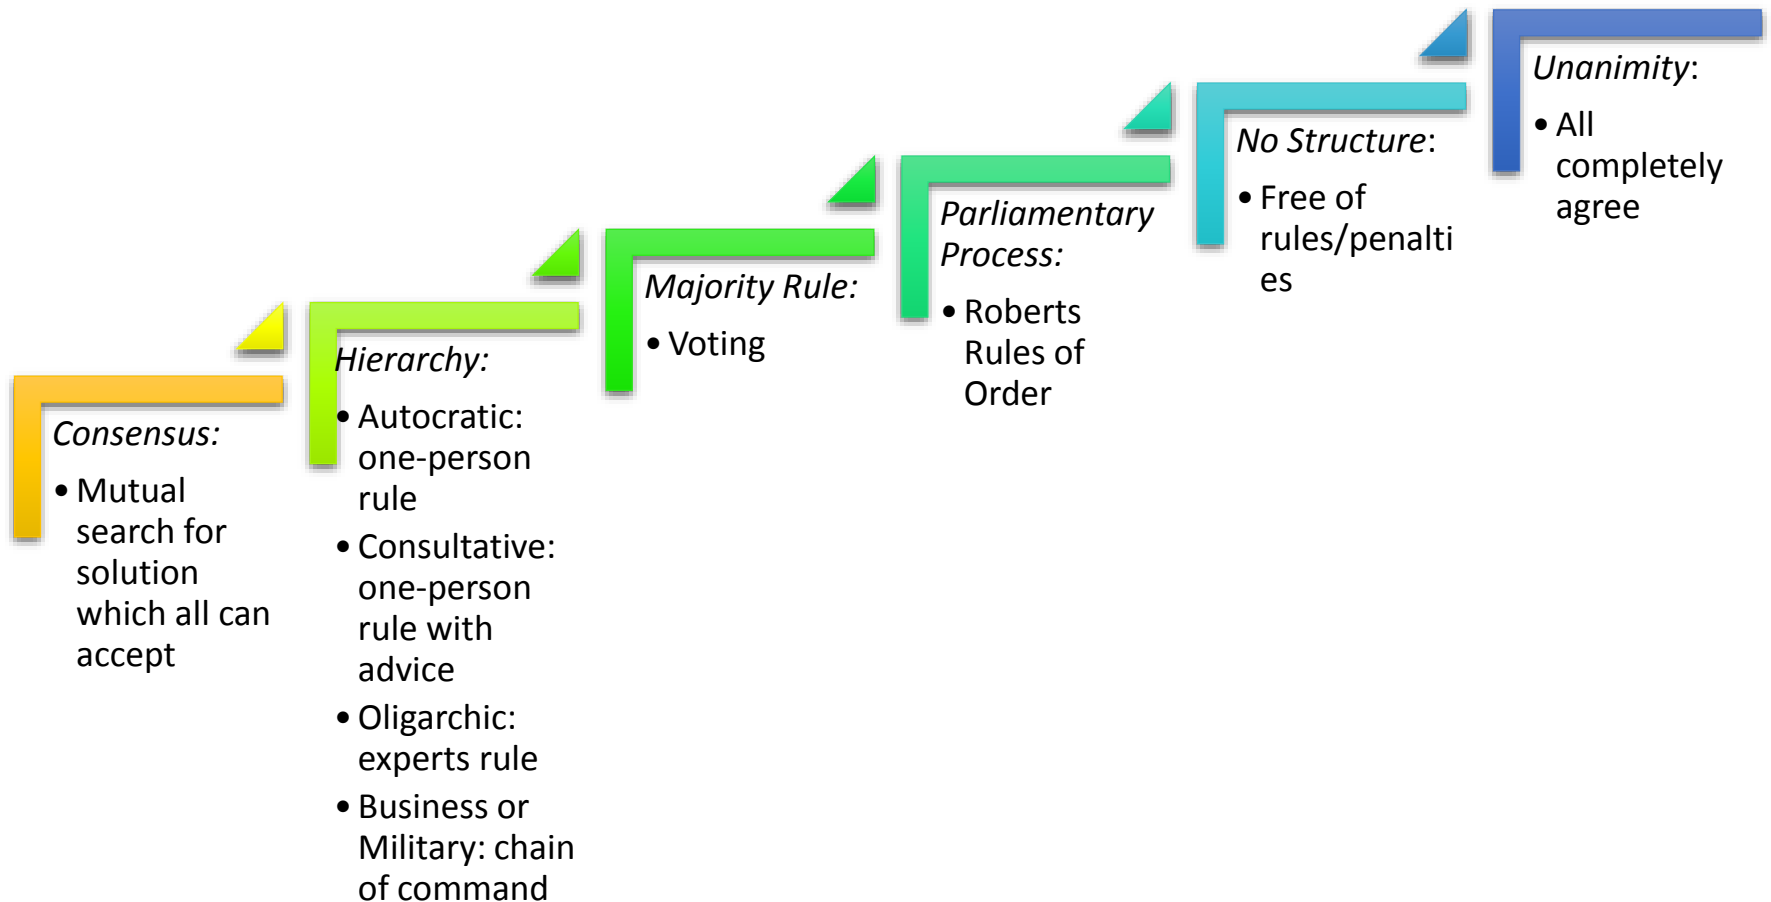 Consensus:
• Mutual
search for
solution
which all can
accept
Hierarchy:
• Autocratic:
one-person
rule
• Consultative:
one-person
rule with
advice
• Oligarchic:
experts rule
• Business or
Military: chain
of command
Majority Rule:
• Voting
Parliamentary
Process:
• Roberts
Rules of
Order
No Structure:
• Free of
rules/penalti
es
Unanimity:
• All
completely
agree